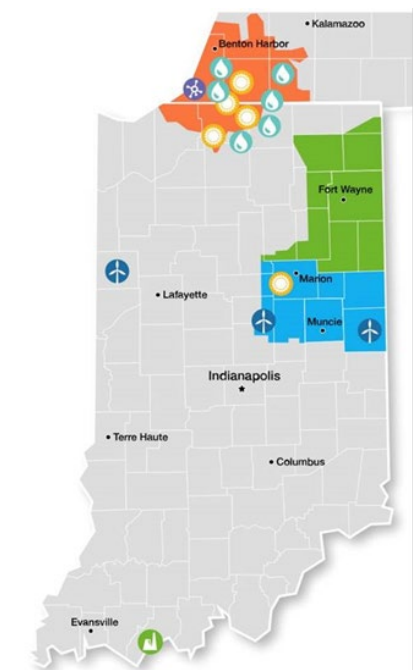 Kalamazoo
Benton Harbor
Fort Wayne
Marion
Lafayette
Muncie
Indianapolis
Terre Haute
Columbus
Evansville